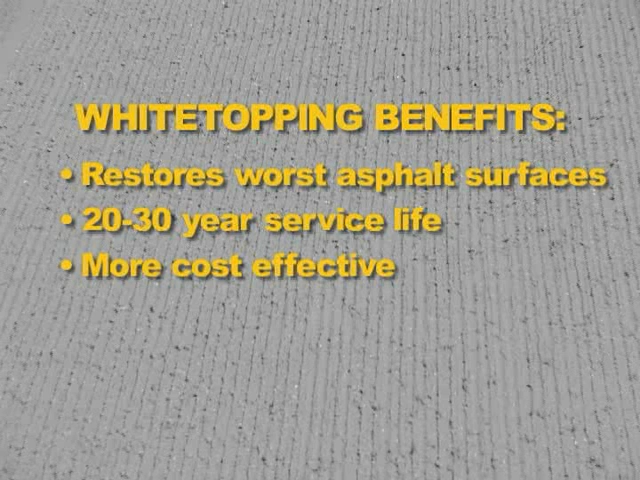 WHITETOPPING BENEFITS:
• Restores worst asphalt surfaces
• 20-30 year service life
• More cost effective